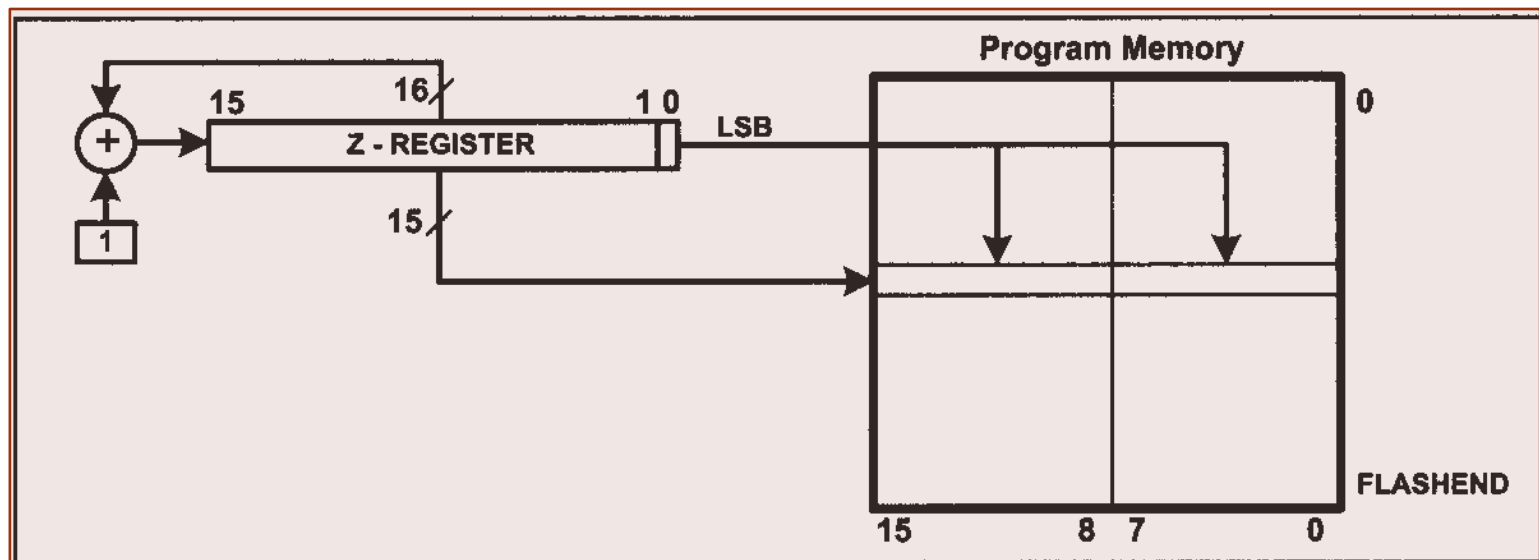 Program Memory
16
15
1 0
0
Z - REGISTER
LSB
+
15
1
FLASHEND
15
8
7
0